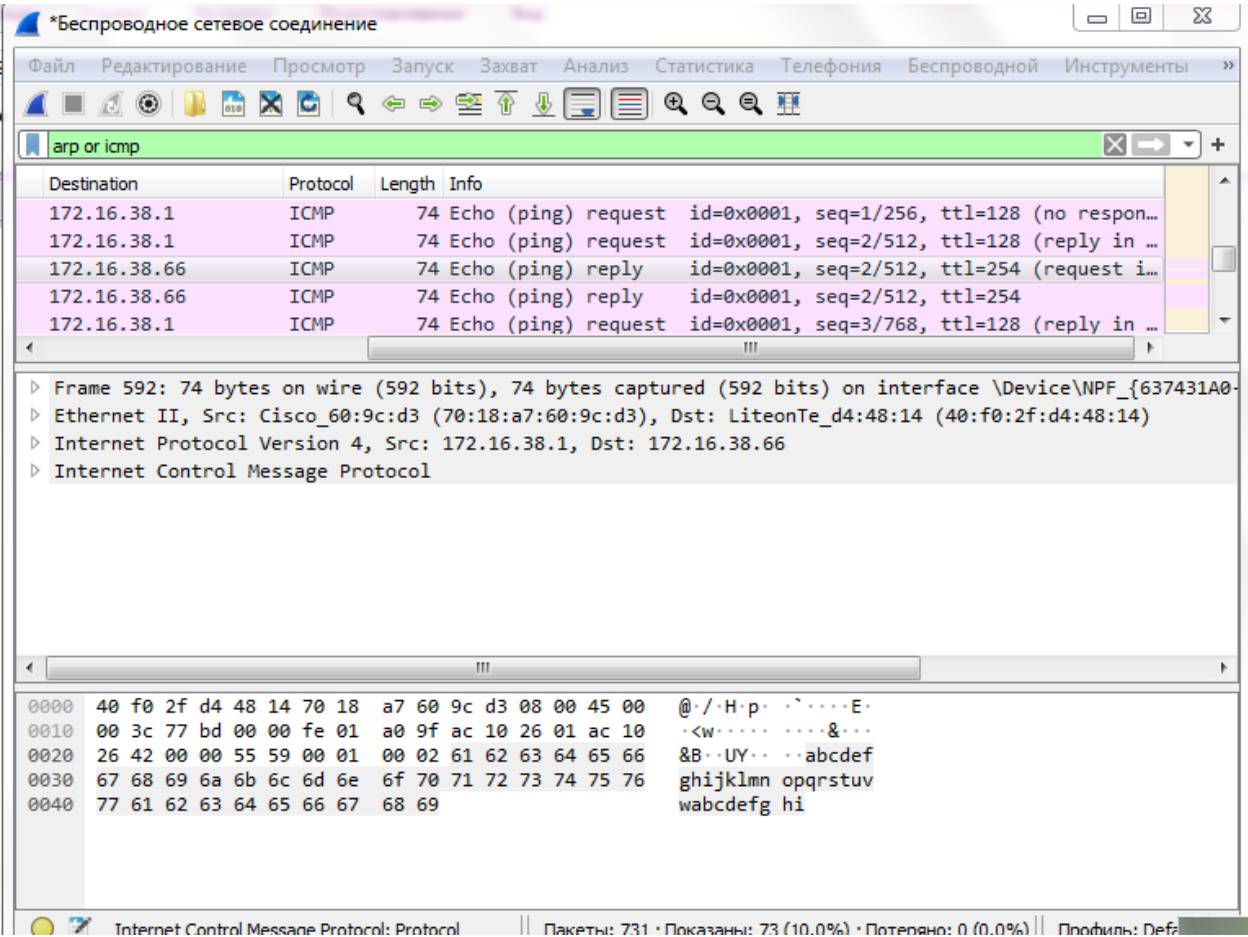 *Беспроводное сетевое соединение
Файл Редактирование Просмотр Запуск Захват Анализ Статистика Телефония Беспроводной Инструменты »
arp or icmp
Destination Protocol Length Info
172.16.38.1 ICMP 74 Echo (ping) request id=0x0001, seq=1/256, ttl=128 (no respon…
172.16.38.1 ICMP 74 Echo (ping) request id=0x0001, seq=2/512, ttl=128 (reply in …
172.16.38.66 ICMP 74 Echo (ping) reply id=0x0001, seq=2/512, ttl=254 (request i…
172.16.38.66 ICMP 74 Echo (ping) reply id=0x0001, seq=2/512, ttl=254
172.16.38.1 ICMP 74 Echo (ping) request id=0x0001, seq=3/768, ttl=128 (reply in …
Frame 592: 74 bytes on wire (592 bits), 74 bytes captured (592 bits) on interface \Device\NPF_{637431A0-
Ethernet II, Src: Cisco_60:9c:d3 (70:18:a7:60:9c:d3), Dst: LiteonTe_d4:48:14 (40:f0:2f:d4:48:14)
Internet Protocol Version 4, Src: 172.16.38.1, Dst: 172.16.38.66
Internet Control Message Protocol
0000 40 f0 2f d4 48 14 70 18 a7 60 9c d3 08 00 45 00 @·/·H·p· ·`····E·
0010 00 3c 77 bd 00 00 fe 01 a0 9f ac 10 26 01 ac 10 ·<w····· ····&···
0020 26 42 00 00 55 59 00 01 00 02 61 62 63 64 65 66 &B··UY·· ··abcdef
0030 67 68 69 6a 6b 6c 6d 6e 6f 70 71 72 73 74 75 76 ghijklmn opqrstuv
0040 77 61 62 63 64 65 66 67 68 69 wabcdefg hi
Internet Control Message Protocol: Protocol Пакеты: 731 · Показаны: 73 (10.0%) · Потеряно: 0 (0.0%) Профиль: Defa